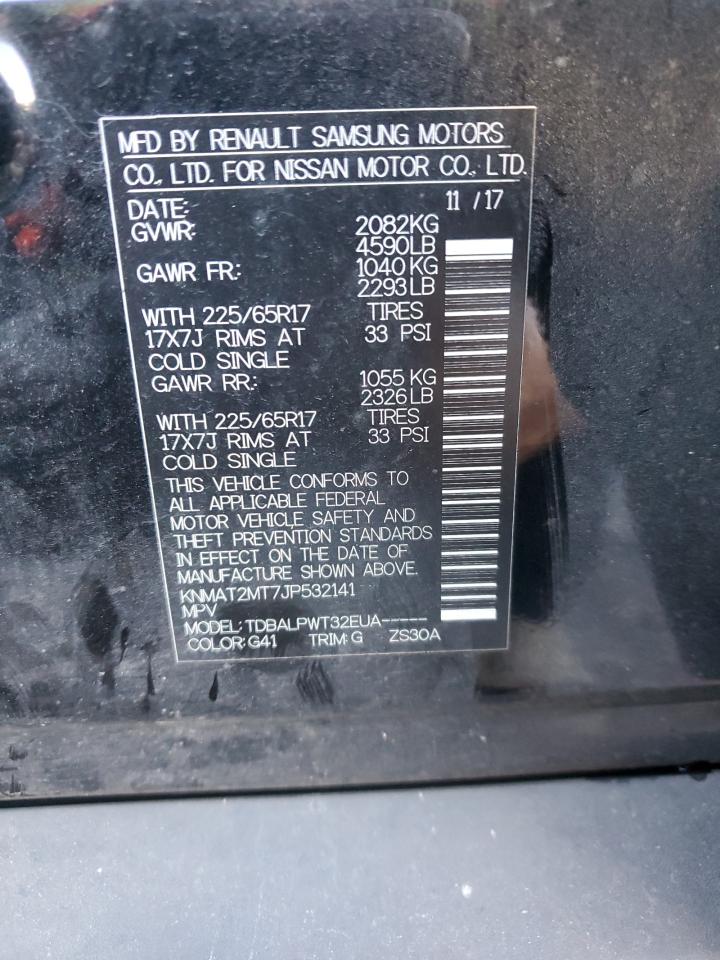 MFD BY RENAULT SAMSUNG MOTORS
CO., LTD. FOR NISSAN MOTOR CO., LTD.
DATE: 11 / 17
GVWR: 2082KG
4590LB
GAWR FR: 1040 KG
2293LB
WITH 225/65R17 TIRES
17X7J RIMS AT 33 PSI
COLD SINGLE
GAWR RR: 1055 KG
2326LB
WITH 225/65R17 TIRES
17X7J RIMS AT 33 PSI
COLD SINGLE
THIS VEHICLE CONFORMS TO
ALL APPLICABLE FEDERAL
MOTOR VEHICLE SAFETY AND
THEFT PREVENTION STANDARDS
IN EFFECT ON THE DATE OF
MANUFACTURE SHOWN ABOVE.
KNMAT2MT7JP532141
MPV
MODEL: TDBALPWT32EUA-----
COLOR: G41 TRIM: G ZS30A